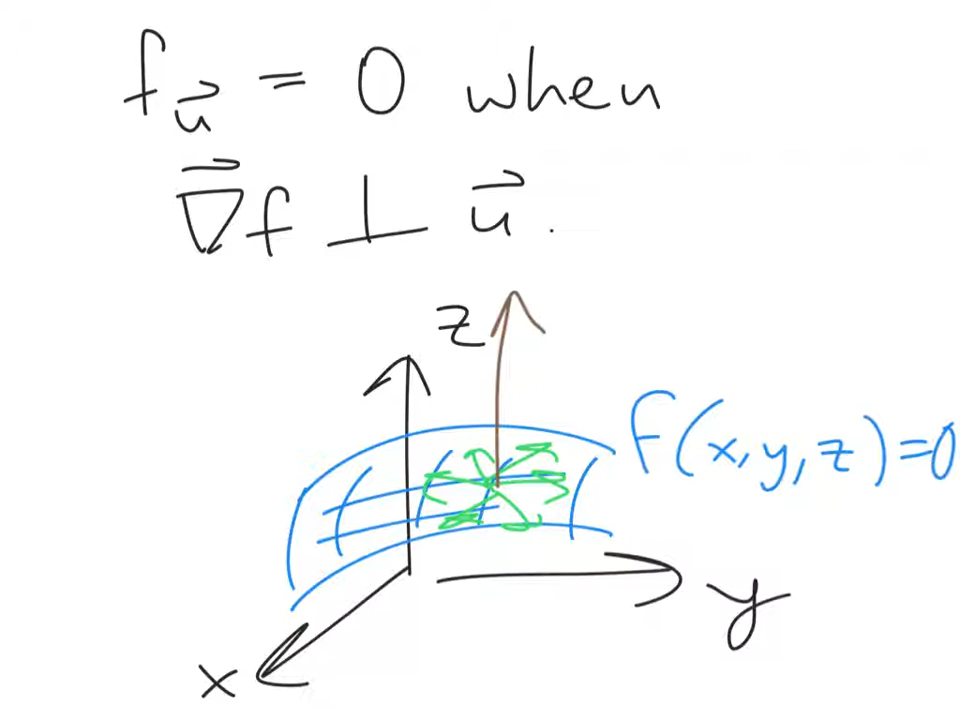 f_u⃗ = 0 when
∇⃗f ⊥ u⃗.
z
f(x,y,z)=0
y
x